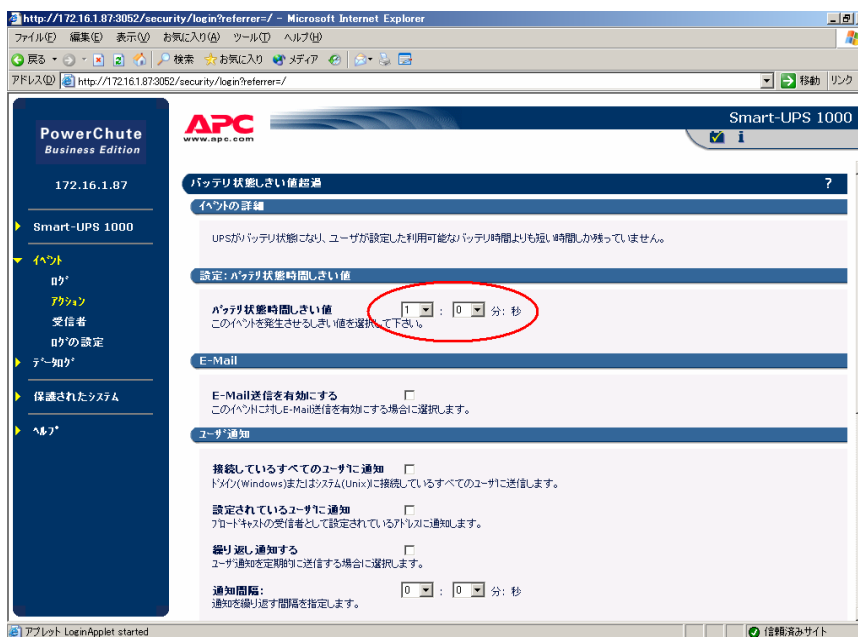 http://172.16.1.87:3052/security/login?referrer=/ - Microsoft Internet Explorer
ファイル(F) 編集(E) 表示(V) お気に入り(A) ツール(T) ヘルプ(H)
戻る 検索 お気に入り メディア
アドレス(D) http://172.16.1.87:3052/security/login?referrer=/ 移動 リンク
PowerChute
Business Edition
APC
www.apc.com
Smart-UPS 1000
172.16.1.87
バッテリ状態しきい値超過 ?
イベントの詳細
Smart-UPS 1000
UPSがバッテリ状態になり、ユーザが設定した利用可能なバッテリ時間よりも短い時間しか残っていません。
イベント
ログ
アクション
受信者
ログの設定
データログ
保護されたシステム
ヘルプ
設定: バッテリ状態時間しきい値
バッテリ状態時間しきい値 1 : 0 分: 秒
このイベントを発生させるしきい値を選択して下さい。
E-Mail
E-Mail送信を有効にする
このイベントに対しE-Mail送信を有効にする場合に選択します。
ユーザ通知
接続しているすべてのユーザに通知
ドメイン(Windows)またはシステム(Unix)に接続しているすべてのユーザに送信します。
設定されているユーザに通知
ブロードキャストの受信者として設定されているアドレスに通知します。
繰り返し通知する
ユーザ通知を定期的に送信する場合に選択します。
通知間隔: 0 : 0 分: 秒
通知を繰り返す間隔を指定します。
アプレット LoginApplet started 信頼済みサイト